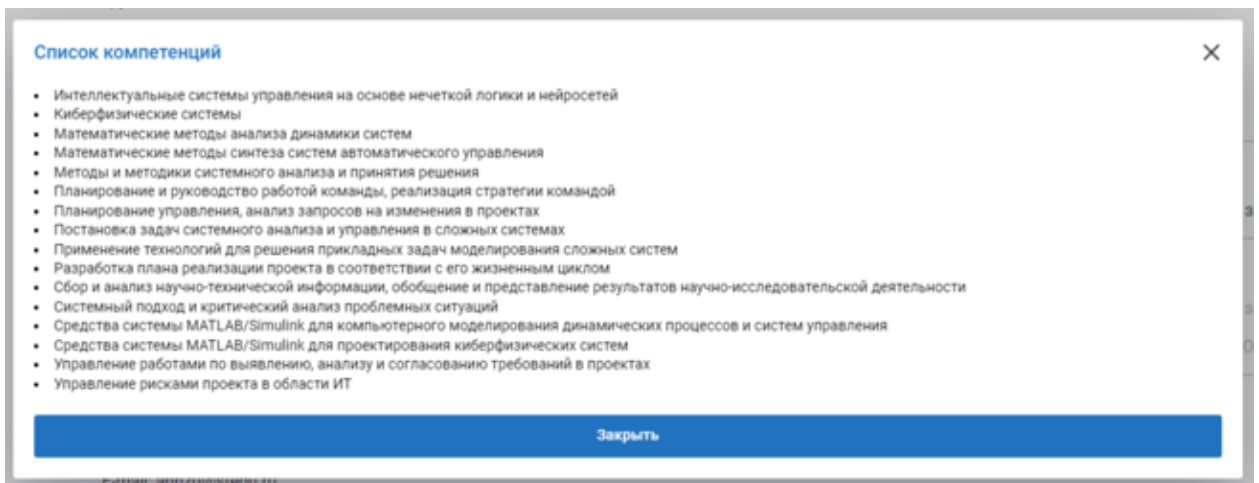 Список компетенций
• Интеллектуальные системы управления на основе нечеткой логики и нейросетей
• Киберфизические системы
• Математические методы анализа динамики систем
• Математические методы синтеза систем автоматического управления
• Методы и методики системного анализа и принятия решения
• Планирование и руководство работой команды, реализация стратегии командой
• Планирование управления, анализ запросов на изменения в проектах
• Постановка задач системного анализа и управления в сложных системах
• Применение технологий для решения прикладных задач моделирования сложных систем
• Разработка плана реализации проекта в соответствии с его жизненным циклом
• Сбор и анализ научно-технической информации, обобщение и представление результатов научно-исследовательской деятельности
• Системный подход и критический анализ проблемных ситуаций
• Средства системы MATLAB/Simulink для компьютерного моделирования динамических процессов и систем управления
• Средства системы MATLAB/Simulink для проектирования киберфизических систем
• Управление работами по выявлению, анализу и согласованию требований в проектах
• Управление рисками проекта в области ИТ
Закрыть